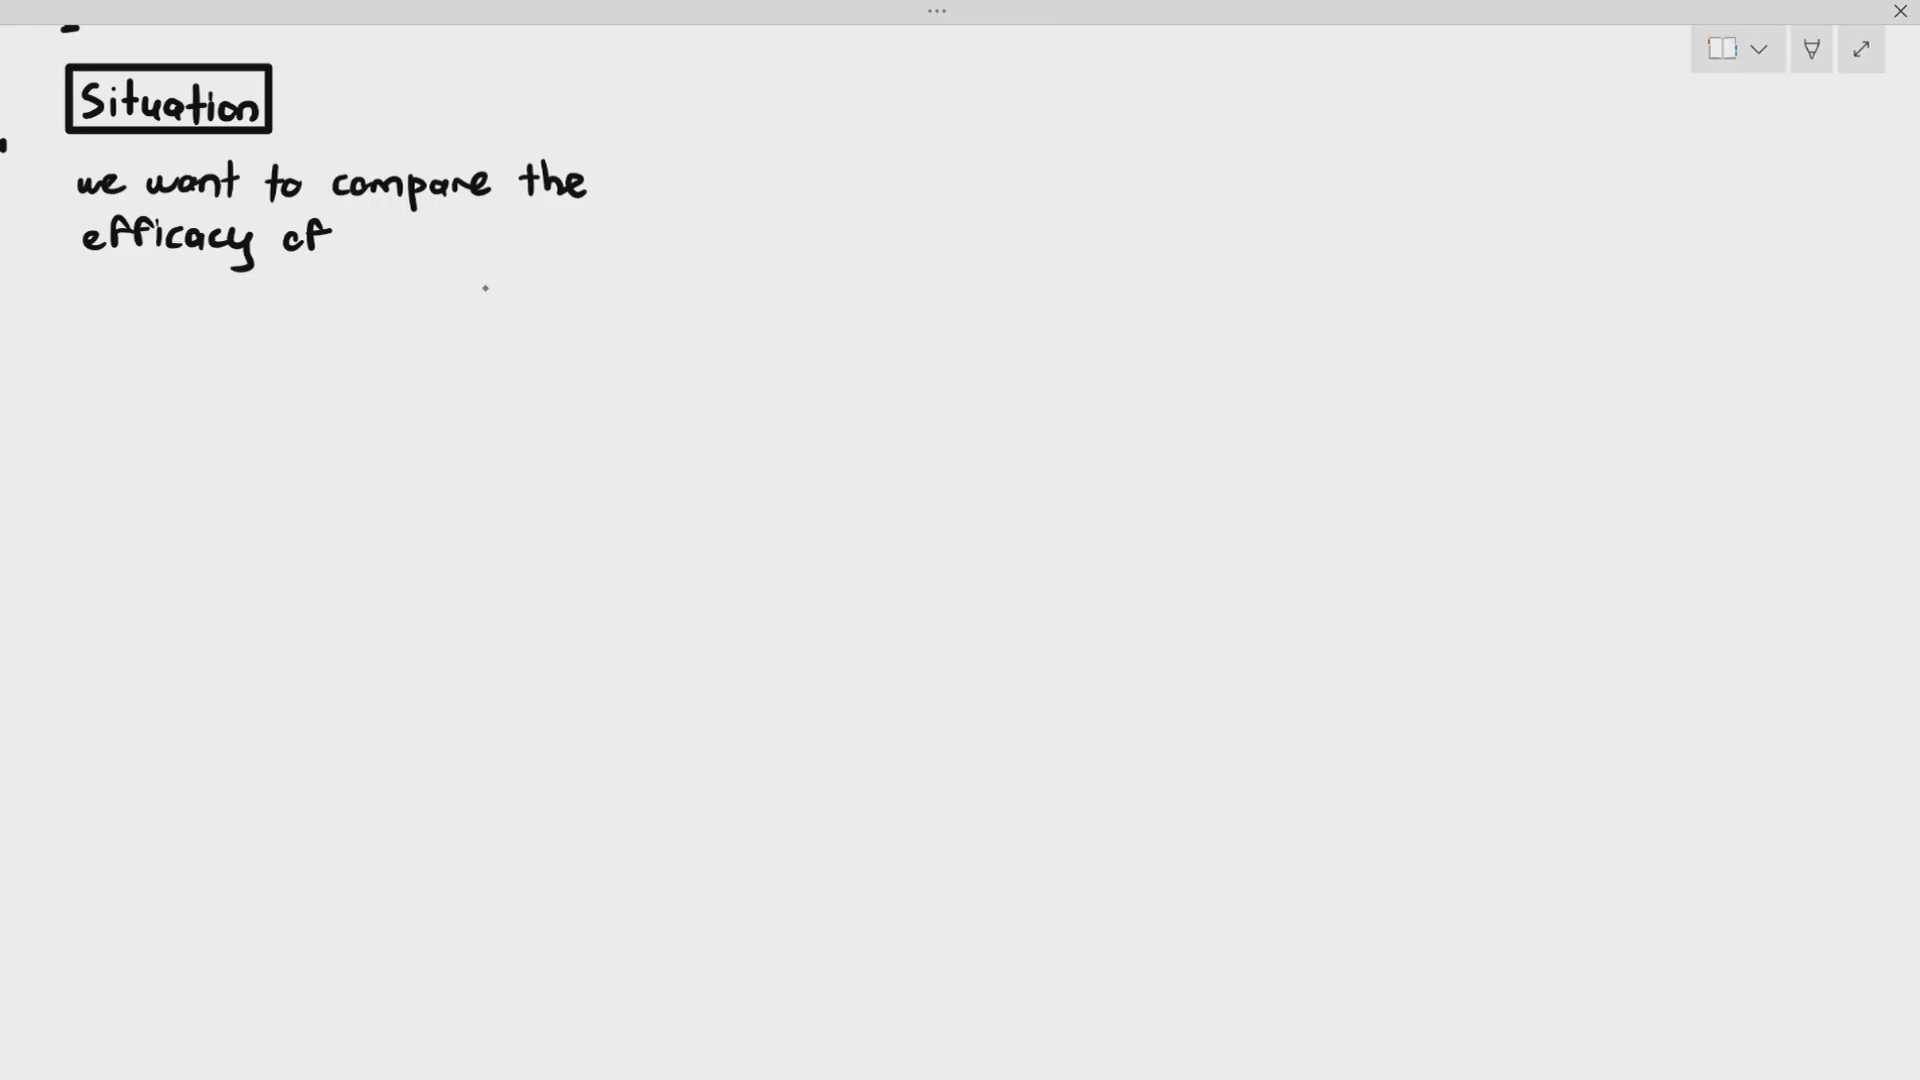 Situation
we want to compare the
efficacy of